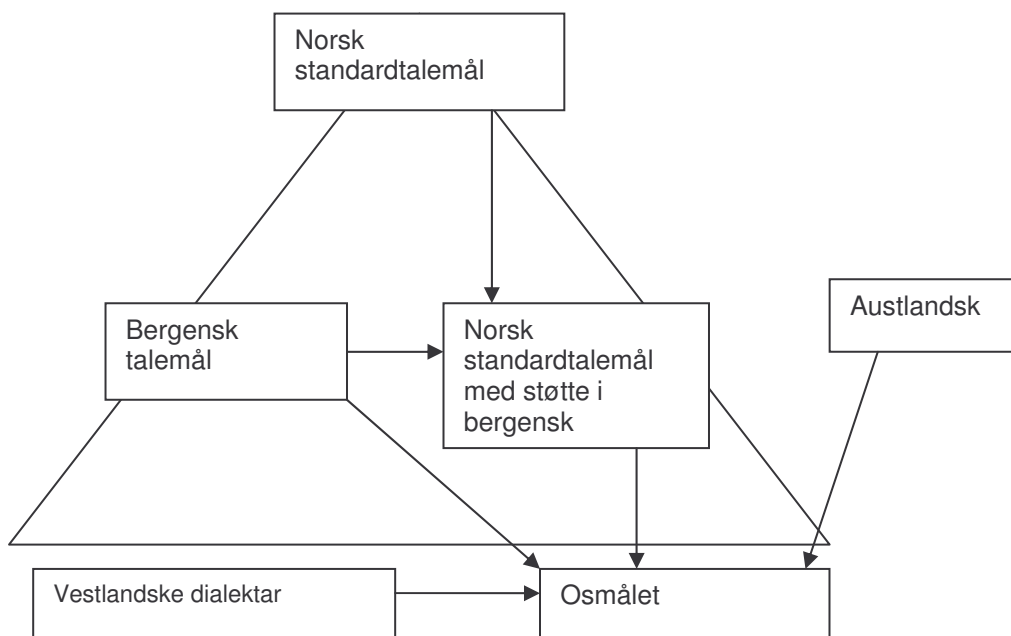 Norsk
standardtalemål
Bergensk
talemål
Norsk
standardtalemål
med støtte i
bergensk
Austlandsk
Vestlandske dialektar
Osmålet